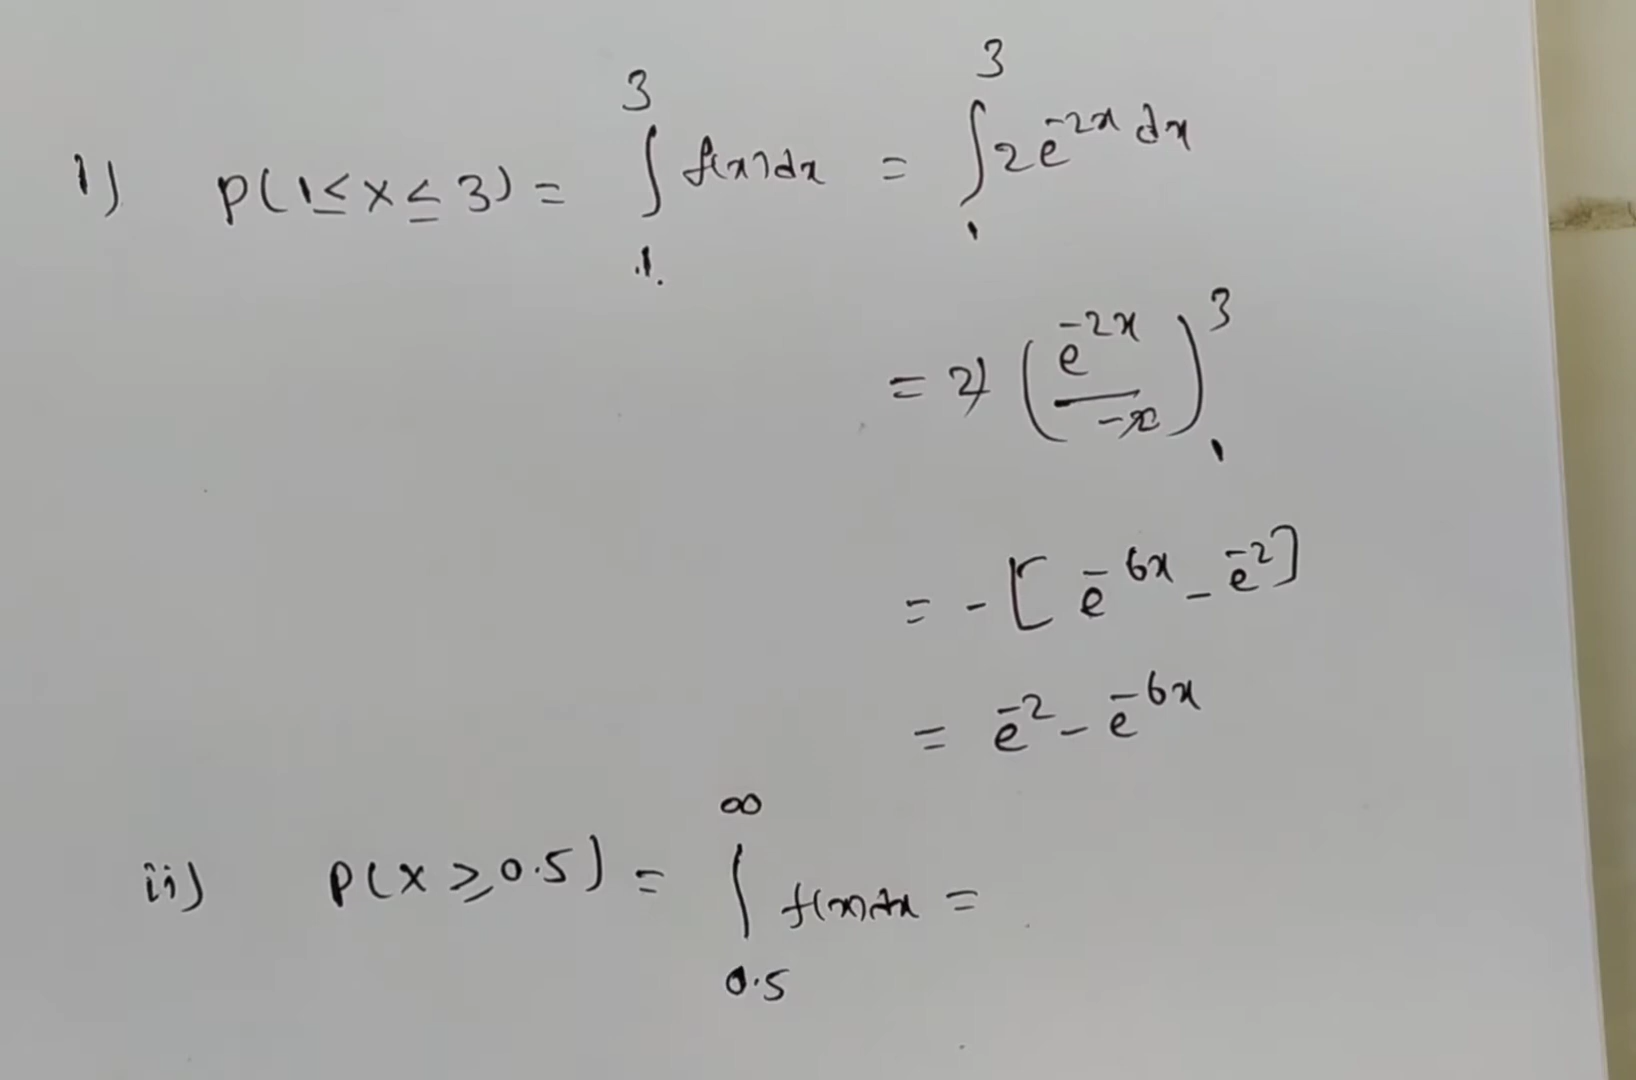 1) P(1≤x≤3) = ∫₁³ f(x)dx = ∫₁³ 2e^{-2x} dx
= 2 (e^{-2x}/-2)₁³
= -[e^{-6x} - e^{-2}]
= e^{-2} - e^{-6x}
ii) P(x≥0.5) = ∫_{0.5}^{∞} f(x)dx =